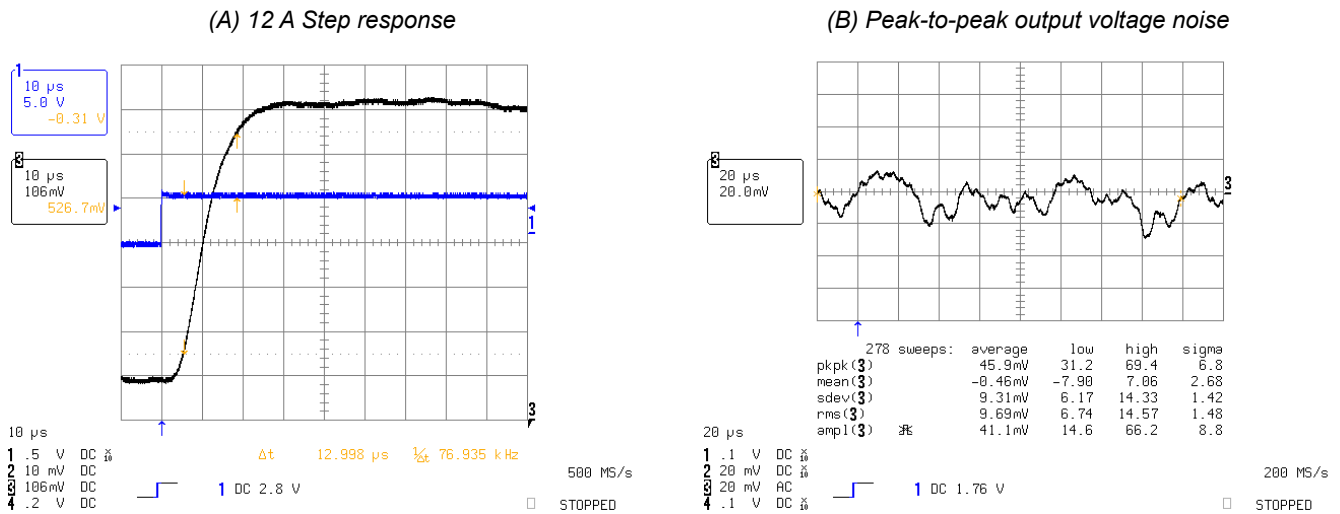 (A) 12 A Step response
1
10 µs
5.0 V
-0.31 V
3
10 µs
106mV
526.7mV
1
3
10 µs
1 .5 V DC
2 10 mV DC
3 106mV DC
4 .2 V DC
Δt 12.998 µs 1/Δt 76.935 kHz
500 MS/s
1 DC 2.8 V
STOPPED
(B) Peak-to-peak output voltage noise
3
20 µs
20.0mV
3
278 sweeps: average low high sigma
pkpk(3) 45.9mV 31.2 69.4 6.8
mean(3) -0.46mV -7.90 7.06 2.68
sdev(3) 9.31mV 6.17 14.33 1.42
rms(3) 9.69mV 6.74 14.57 1.48
ampl(3) 41.1mV 14.6 66.2 8.8
20 µs
1 .1 V DC
2 20 mV DC
3 20 mV AC
4 .1 V DC
200 MS/s
1 DC 1.76 V
STOPPED